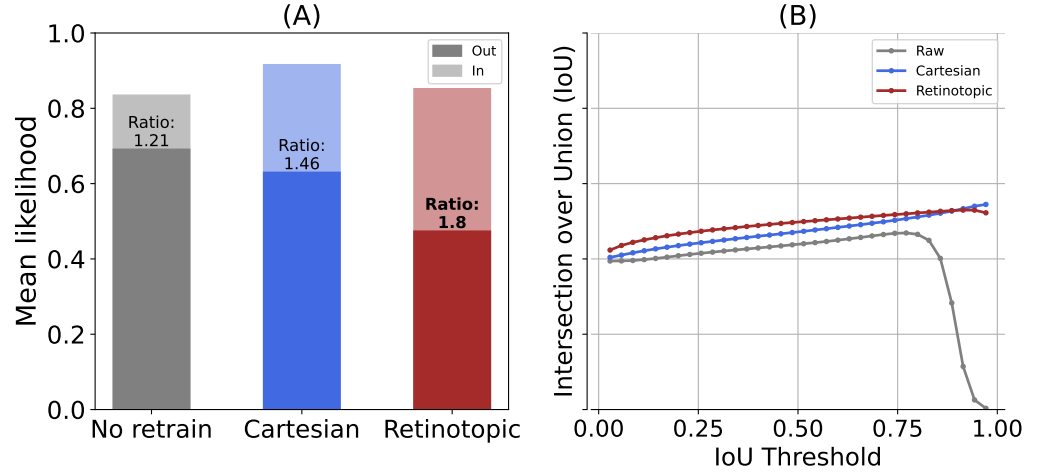 (A)
Mean likelihood
1.0
0.8
0.6
0.4
0.2
0.0
Out
In
Ratio:
1.21
Ratio:
1.46
Ratio:
1.8
No retrain
Cartesian
Retinotopic
(B)
Intersection over Union (IoU)
Raw
Cartesian
Retinotopic
0.00
0.25
0.50
0.75
1.00
IoU Threshold